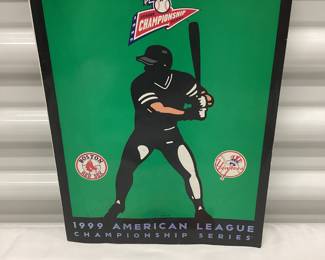 CHAMPIONSHIP
BOSTON
RED SOX
1999 AMERICAN LEAGUE
CHAMPIONSHIP SERIES